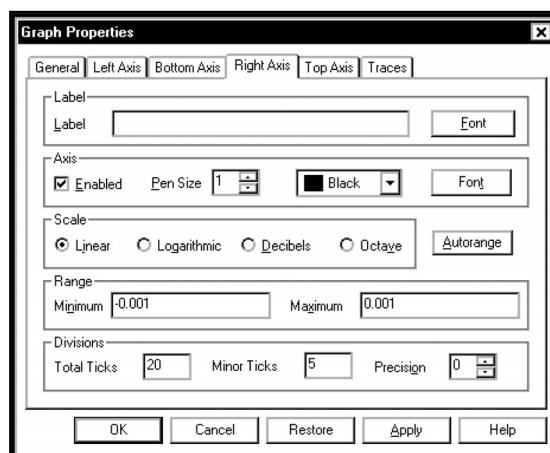 Graph Properties
General Left Axis Bottom Axis Right Axis Top Axis Traces
Label
Label Font
Axis
Enabled Pen Size 1 Black Font
Scale
Linear Logarithmic Decibels Octave Autorange
Range
Minimum -0.001 Maximum 0.001
Divisions
Total Ticks 20 Minor Ticks 5 Precision 0
OK Cancel Restore Apply Help